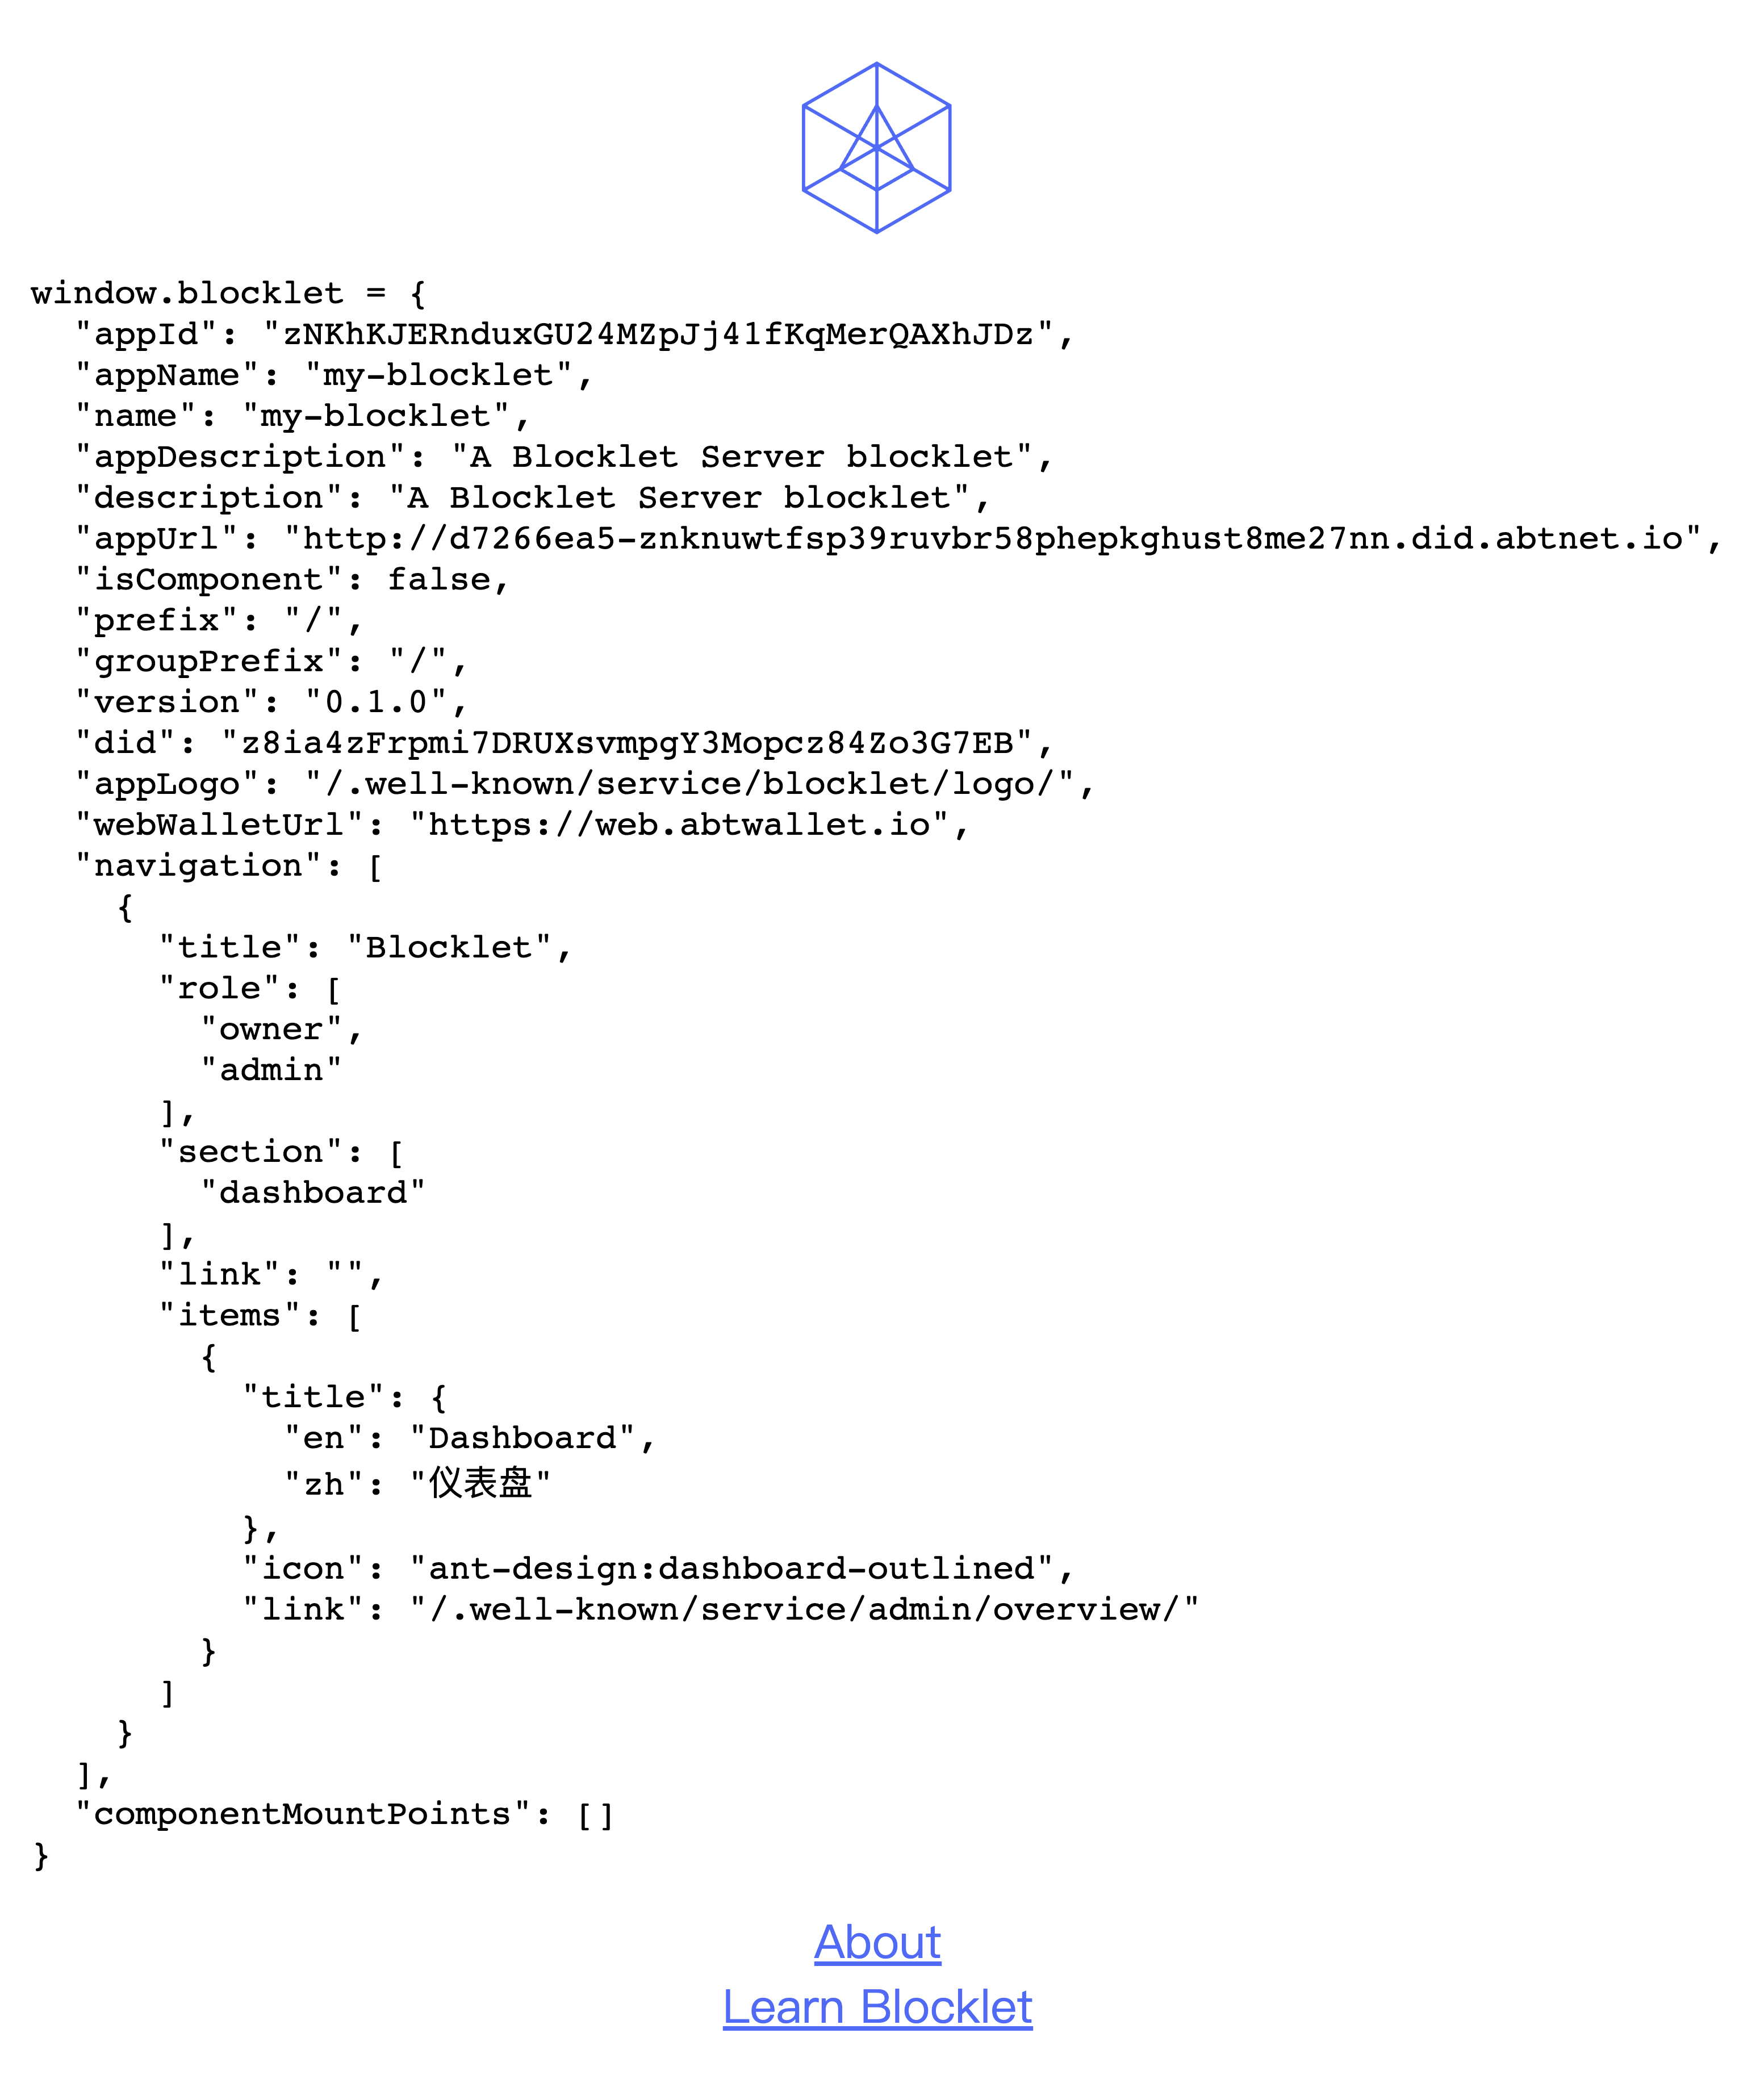 window.blocklet = {
  "appId": "zNKhKJERnduxGU24MZpJj41fKqMerQAXhJDz",
  "appName": "my-blocklet",
  "name": "my-blocklet",
  "appDescription": "A Blocklet Server blocklet",
  "description": "A Blocklet Server blocklet",
  "appUrl": "http://d7266ea5-znknuwtfsp39ruvbr58phepkghust8me27nn.did.abtnet.io",
  "isComponent": false,
  "prefix": "/",
  "groupPrefix": "/",
  "version": "0.1.0",
  "did": "z8ia4zFrpmi7DRUXsvmpgY3Mopcz84Zo3G7EB",
  "appLogo": "/.well-known/service/blocklet/logo/",
  "webWalletUrl": "https://web.abtwallet.io",
  "navigation": [
    {
      "title": "Blocklet",
      "role": [
        "owner",
        "admin"
      ],
      "section": [
        "dashboard"
      ],
      "link": "",
      "items": [
        {
          "title": {
            "en": "Dashboard",
            "zh": "仪表盘"
          },
          "icon": "ant-design:dashboard-outlined",
          "link": "/.well-known/service/admin/overview/"
        }
      ]
    }
  ],
  "componentMountPoints": []
}
About
Learn Blocklet